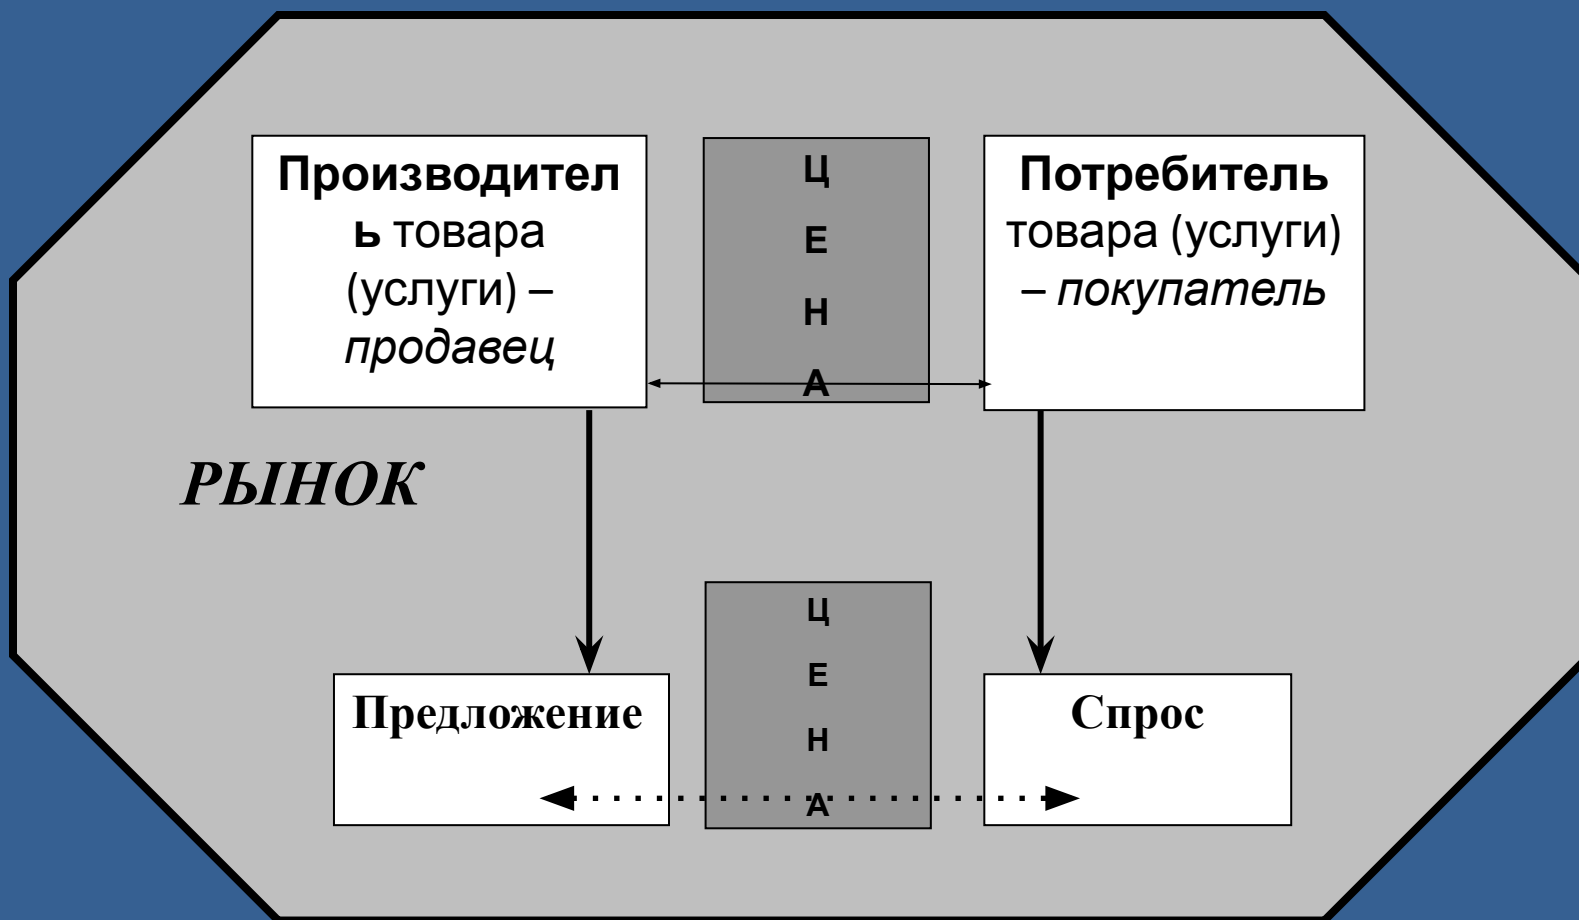 Производител
ь товара
(услуги) –
продавец
Ц
Е
Н
А
Потребитель
товара (услуги)
– покупатель
РЫНОК
Предложение
Ц
Е
Н
А
Спрос